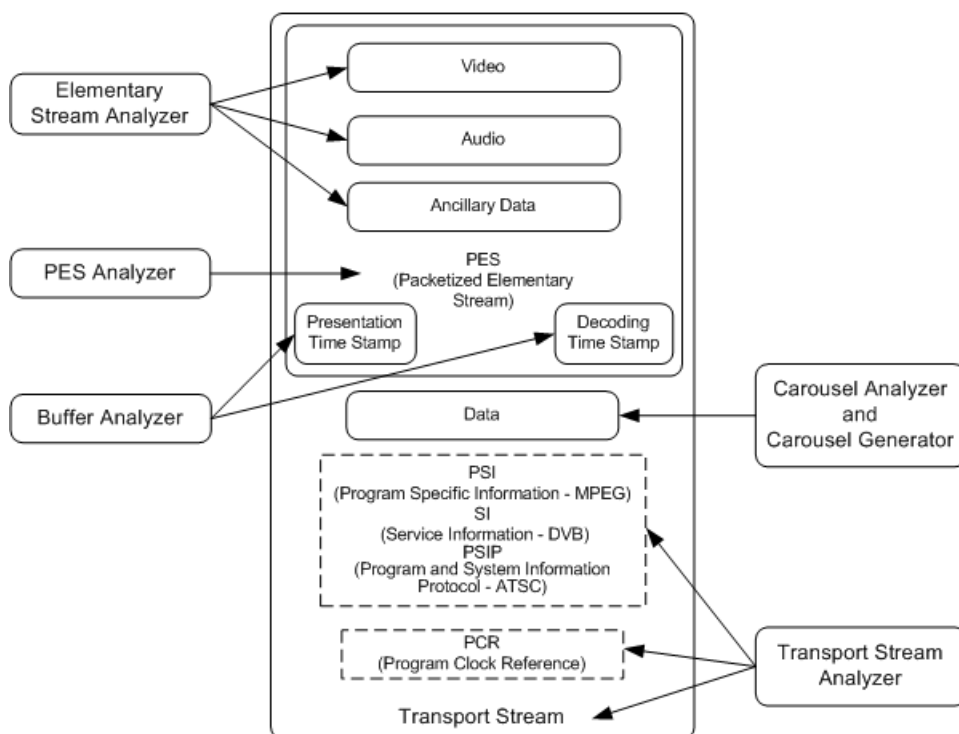 Video
Elementary
Stream Analyzer
Audio
Ancillary Data
PES Analyzer
PES
(Packetized Elementary
Stream)
Presentation
Time Stamp
Decoding
Time Stamp
Buffer Analyzer
Data
Carousel Analyzer
and
Carousel Generator
PSI
(Program Specific Information - MPEG)
SI
(Service Information - DVB)
PSIP
(Program and System Information
Protocol - ATSC)
PCR
(Program Clock Reference)
Transport Stream
Analyzer
Transport Stream